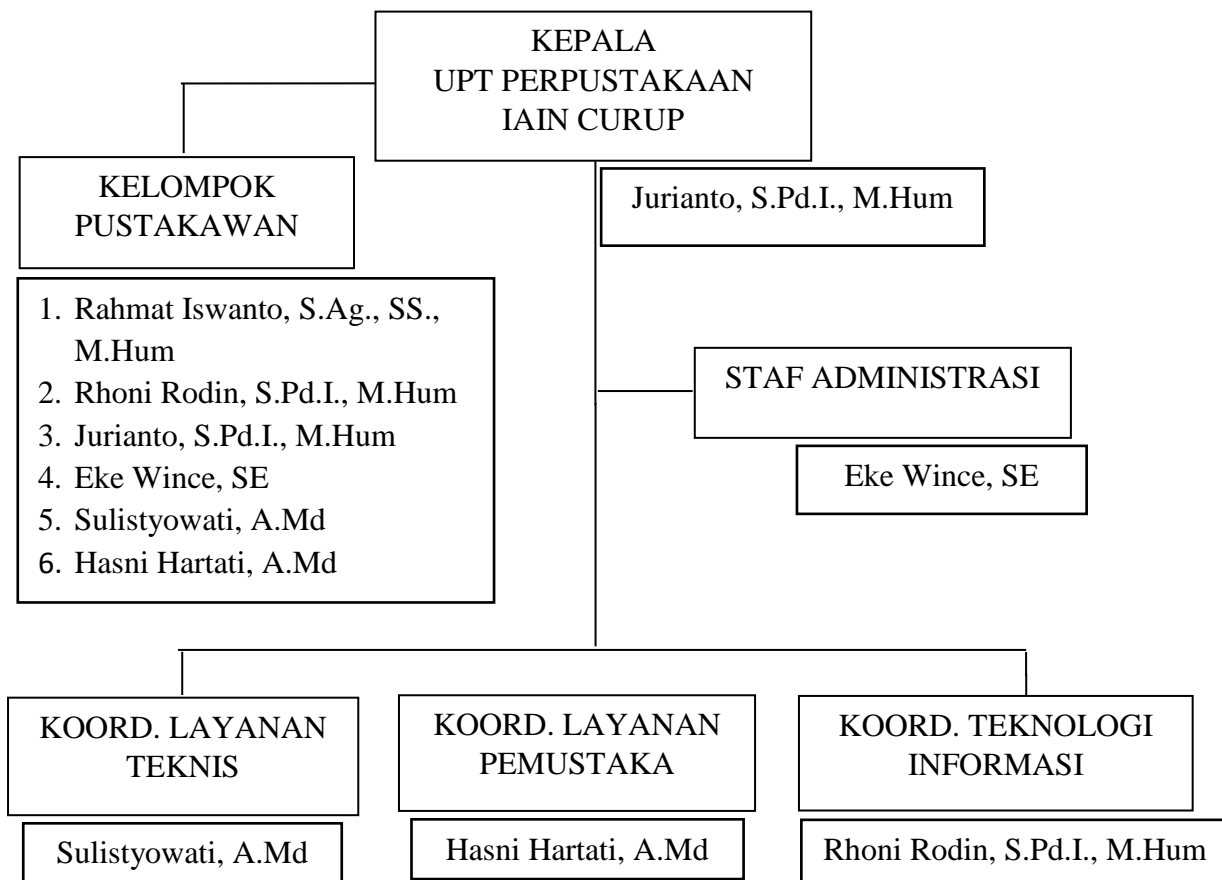 KEPALA
UPT PERPUSTAKAAN
IAIN CURUP
Jurianto, S.Pd.I., M.Hum
KELOMPOK
PUSTAKAWAN
1. Rahmat Iswanto, S.Ag., SS.,
M.Hum
2. Rhoni Rodin, S.Pd.I., M.Hum
3. Jurianto, S.Pd.I., M.Hum
4. Eke Wince, SE
5. Sulistyowati, A.Md
6. Hasni Hartati, A.Md
STAF ADMINISTRASI
Eke Wince, SE
KOORD. LAYANAN
TEKNIS
Sulistyowati, A.Md
KOORD. LAYANAN
PEMUSTAKA
Hasni Hartati, A.Md
KOORD. TEKNOLOGI
INFORMASI
Rhoni Rodin, S.Pd.I., M.Hum